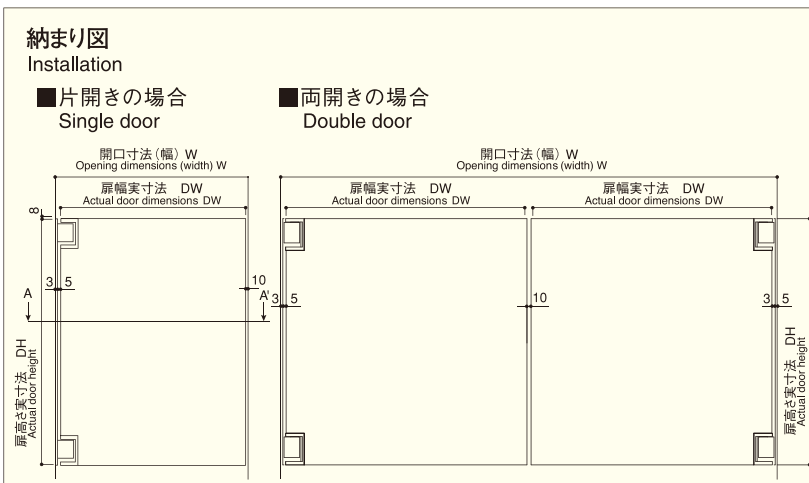 納まり図
Installation
■片開きの場合
Single door
■両開きの場合
Double door
開口寸法(幅) W
Opening dimensions (width) W
扉幅実寸法 DW
Actual door dimensions DW
8
3 5
10
A
A'
扉高さ実寸法 DH
Actual door height
開口寸法(幅) W
Opening dimensions (width) W
扉幅実寸法 DW
Actual door dimensions DW
扉幅実寸法 DW
Actual door dimensions DW
3 5
10
3 5
扉高さ実寸法 DH
Actual door height